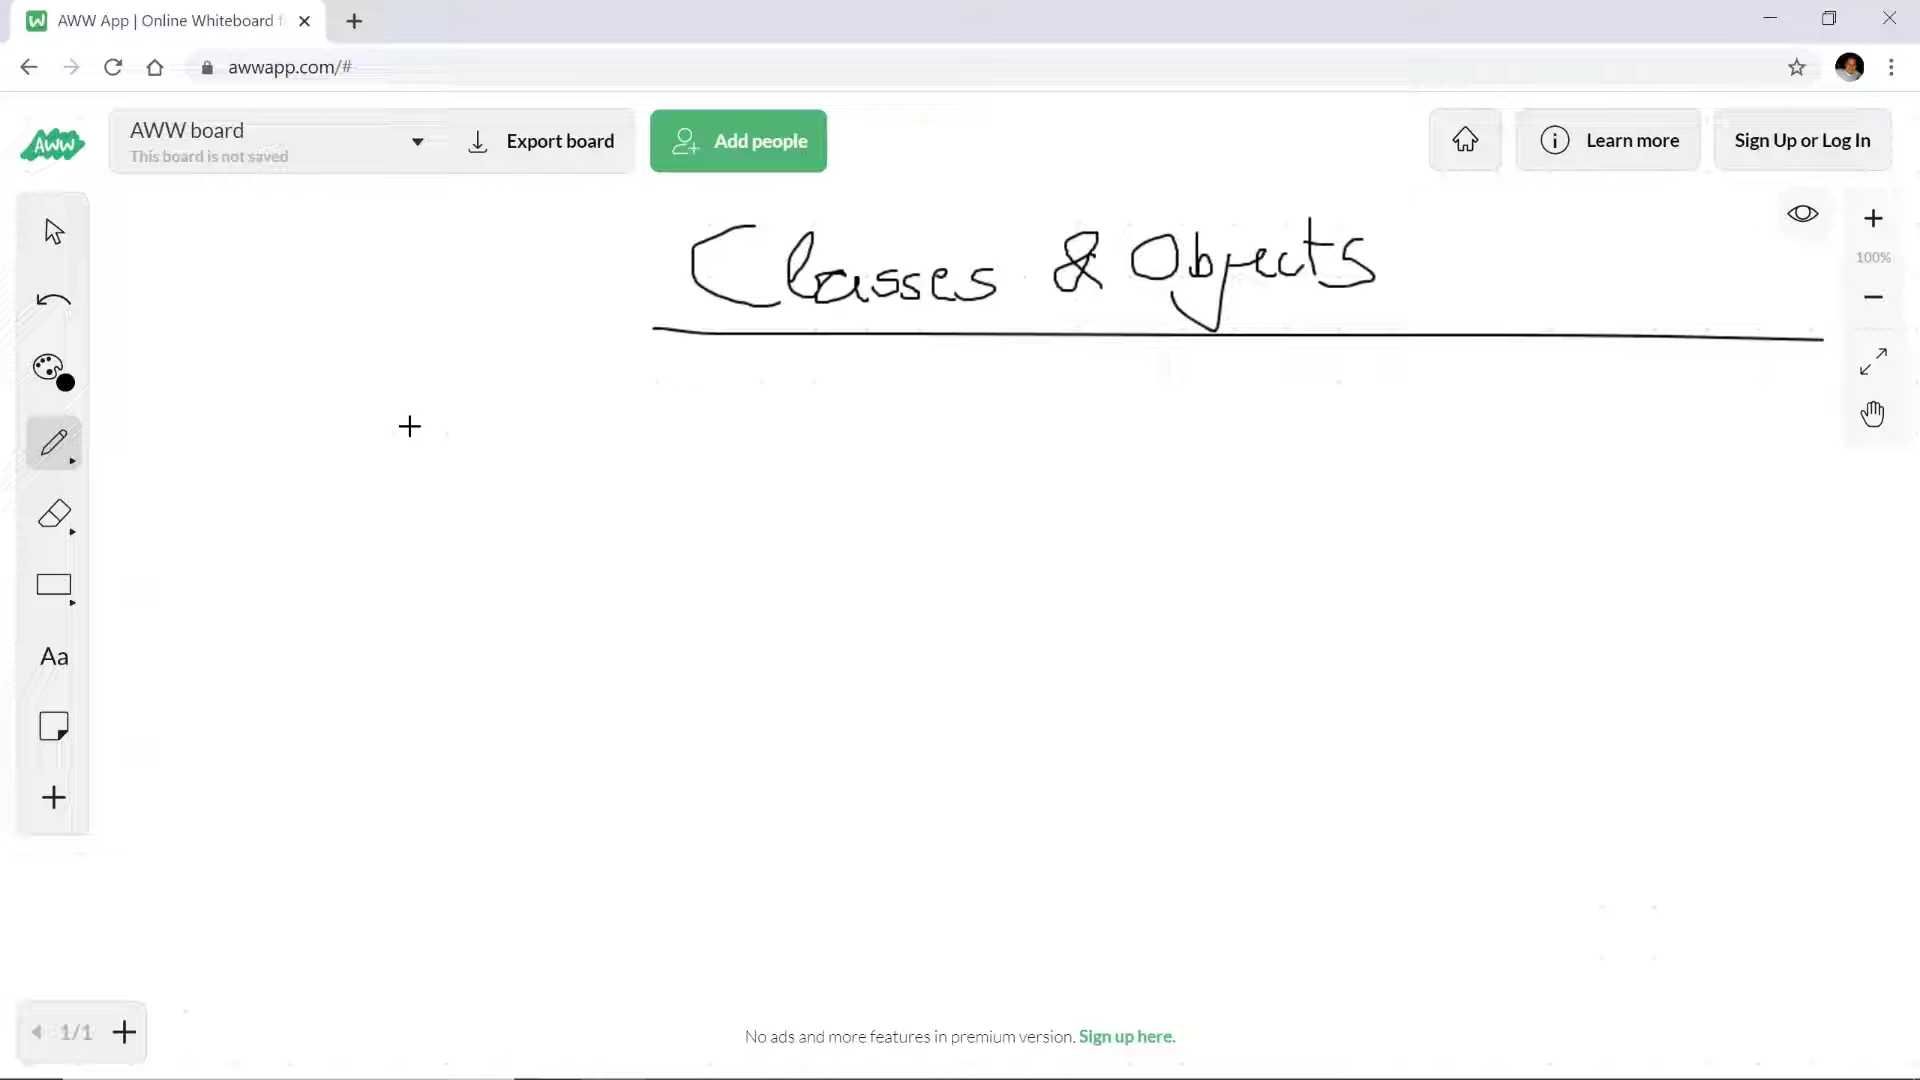 AWW App | Online Whiteboard f
awwapp.com/#
AWW
AWW board
This board is not saved
Export board
Add people
Learn more
Sign Up or Log In
Classes & Objects
100%
Aa
1/1
No ads and more features in premium version. Sign up here.